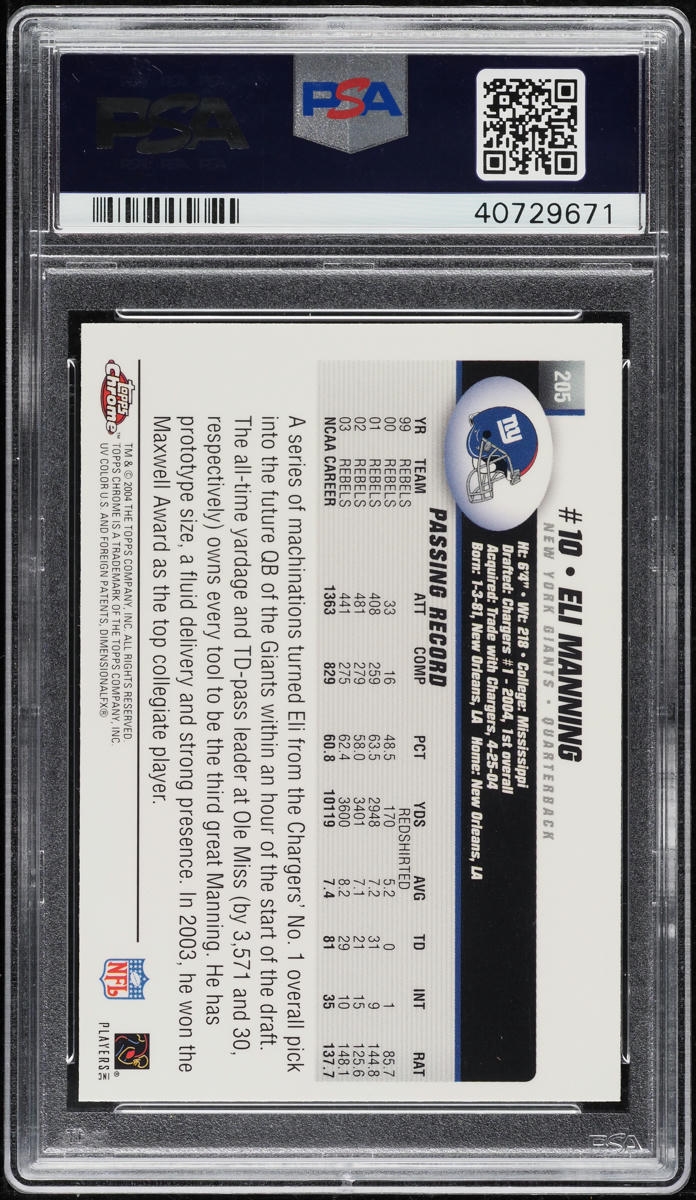 PSA
PSA
40729671
205
#10 • ELI MANNING
NEW YORK GIANTS • QUARTERBACK
NY
Ht: 6'4" • Wt: 218 • College: Mississippi
Drafted: Chargers #1 - 2004, 1st overall
Acquired: Trade with Chargers, 4-25-04
Born: 1-3-81, New Orleans, LA Home: New Orleans, LA
PASSING RECORD
YR TEAM ATT COMP PCT YDS AVG TD INT RAT
99 REBELS REDSHIRTED
00 REBELS 33 16 48.5 170 5.2 0 1 85.7
01 REBELS 408 259 63.5 2948 7.2 31 9 144.8
02 REBELS 481 279 58.0 3401 7.1 21 15 125.6
03 REBELS 441 275 62.4 3600 8.2 29 10 148.1
NCAA CAREER 1363 829 60.8 10119 7.4 81 35 137.7
A series of machinations turned Eli from the Chargers' No. 1 overall pick
into the future QB of the Giants within an hour of the start of the draft.
The all-time yardage and TD-pass leader at Ole Miss (by 3,571 and 30,
respectively) owns every tool to be the third great Manning. He has
prototype size, a fluid delivery and strong presence. In 2003, he won the
Maxwell Award as the top collegiate player.
Topps Chrome™
TM & © 2004 THE TOPPS COMPANY, INC. ALL RIGHTS RESERVED
TOPPS CHROME IS A TRADEMARK OF THE TOPPS COMPANY, INC.
UV COLOR U.S. AND FOREIGN PATENTS, DIMENSIONALFX®
NFL
PLAYERS INC
®
PSA